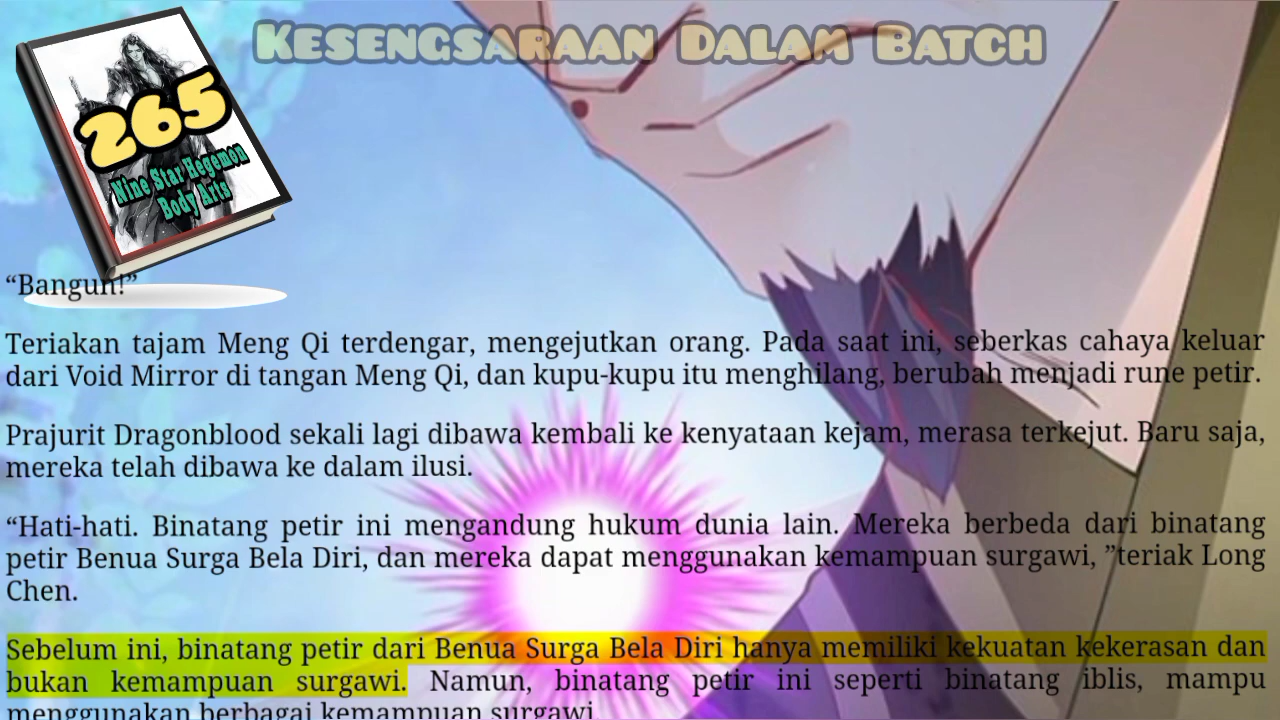 Kesengsaraan Dalam Batch
265
Nine Star Hegemon
Body Arts
“Bangun!”
Teriakan tajam Meng Qi terdengar, mengejutkan orang. Pada saat ini, seberkas cahaya keluar
dari Void Mirror di tangan Meng Qi, dan kupu-kupu itu menghilang, berubah menjadi rune petir.
Prajurit Dragonblood sekali lagi dibawa kembali ke kenyataan kejam, merasa terkejut. Baru saja,
mereka telah dibawa ke dalam ilusi.
“Hati-hati. Binatang petir ini mengandung hukum dunia lain. Mereka berbeda dari binatang
petir Benua Surga Bela Diri, dan mereka dapat menggunakan kemampuan surgawi, ”teriak Long
Chen.
Sebelum ini, binatang petir dari Benua Surga Bela Diri hanya memiliki kekuatan kekerasan dan
bukan kemampuan surgawi. Namun, binatang petir ini seperti binatang iblis, mampu
menggunakan berbagai kemampuan surgawi